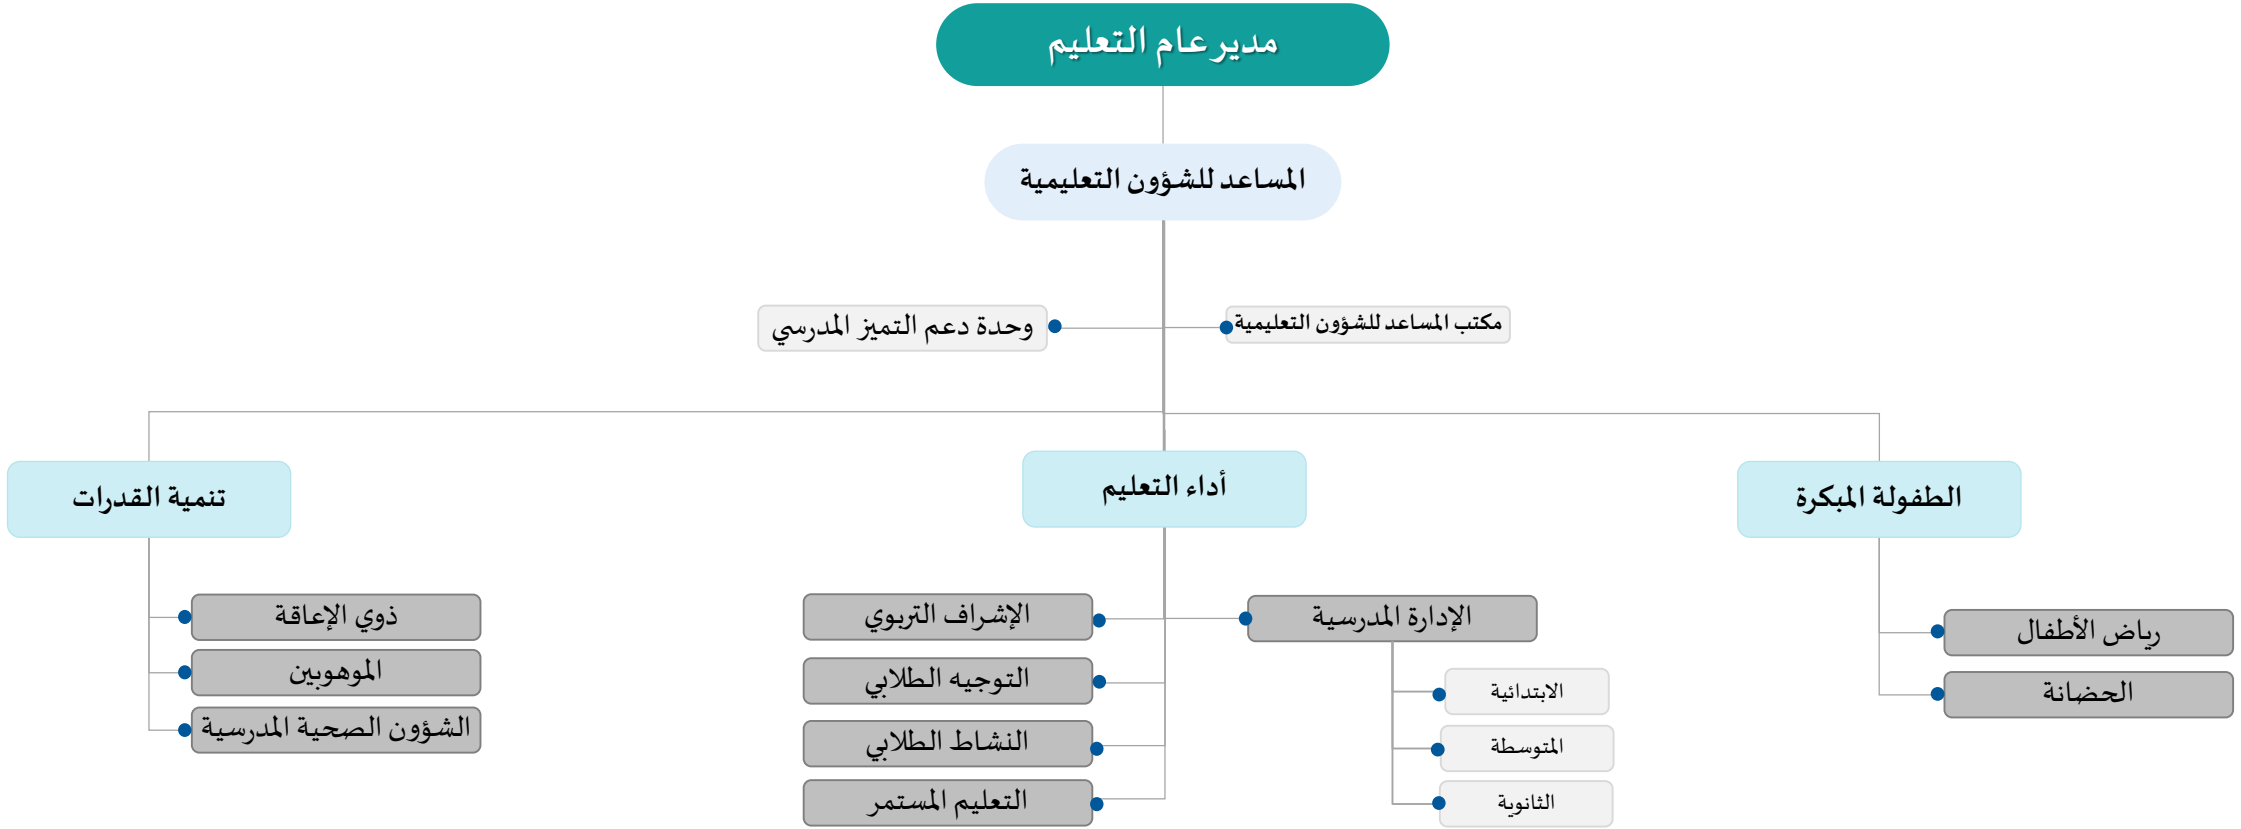 مدير عام التعليم
المساعد للشؤون التعليمية
مكتب المساعد للشؤون التعليمية
وحدة دعم التميز المدرسي
الطفولة المبكرة
رياض الأطفال
الحضانة
أداء التعليم
الإدارة المدرسية
الابتدائية
المتوسطة
الثانوية
الإشراف التربوي
التوجيه الطلابي
النشاط الطلابي
التعليم المستمر
تنمية القدرات
ذوي الإعاقة
الموهوبين
الشؤون الصحية المدرسية